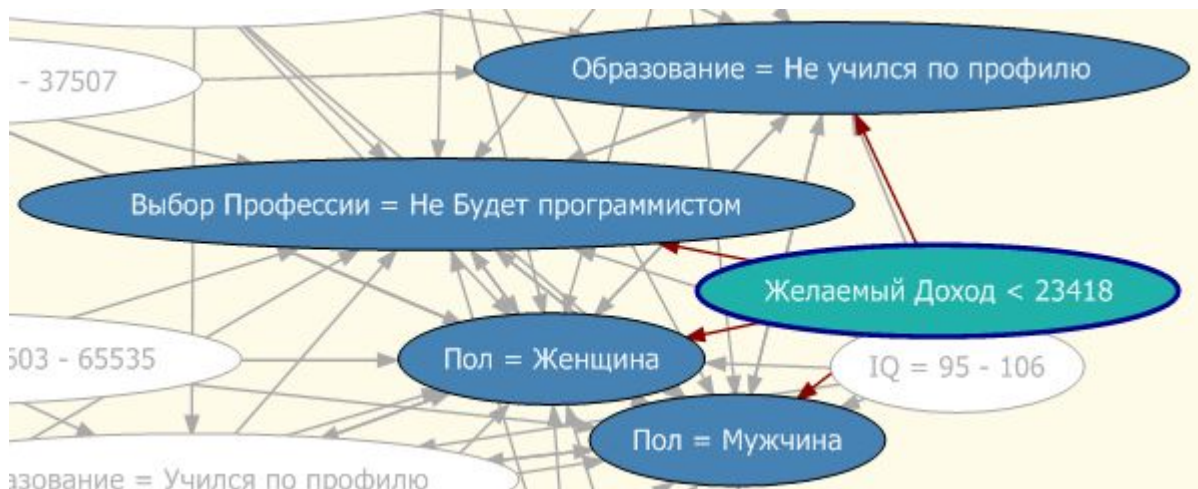 Образование = Не учился по профилю
- 37507
Выбор Профессии = Не Будет программистом
Желаемый Доход < 23418
503 - 65535
Пол = Женщина
IQ = 95 - 106
Пол = Мужчина
= Учился по профилю